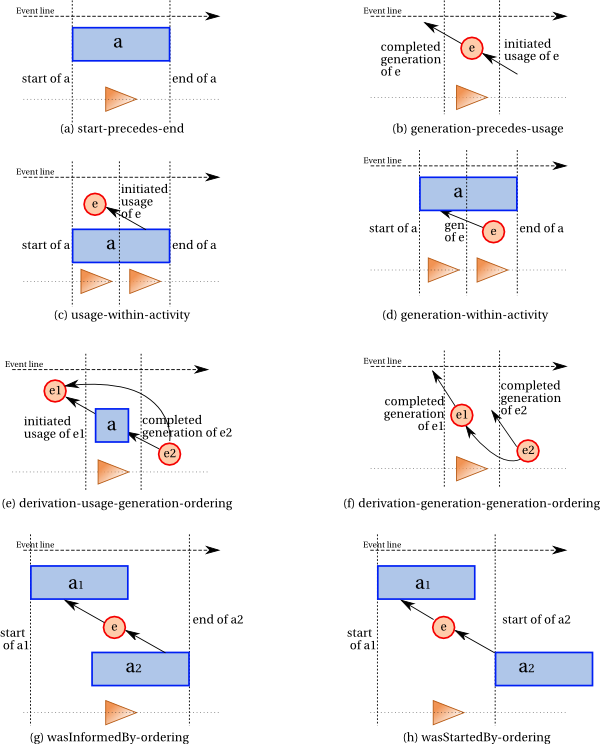 Event line
a
start of a
end of a
(a) start-precedes-end
Event line
completed
generation
of e
e
initiated
usage of e
(b) generation-precedes-usage
Event line
initiated
usage
of e
e
start of a
a
end of a
(c) usage-within-activity
Event line
a
start of a
gen
of e
e
end of a
(d) generation-within-activity
Event line
e1
initiated
usage of e1
a
completed
generation of e2
e2
(e) derivation-usage-generation-ordering
Event line
completed
generation
of e1
e1
completed
generation
of e2
e2
(f) derivation-generation-generation-ordering
Event line
a1
start
of a1
e
end of a2
a2
(g) wasInformedBy-ordering
Event line
a1
start
of a1
e
start of of a2
a2
(h) wasStartedBy-ordering